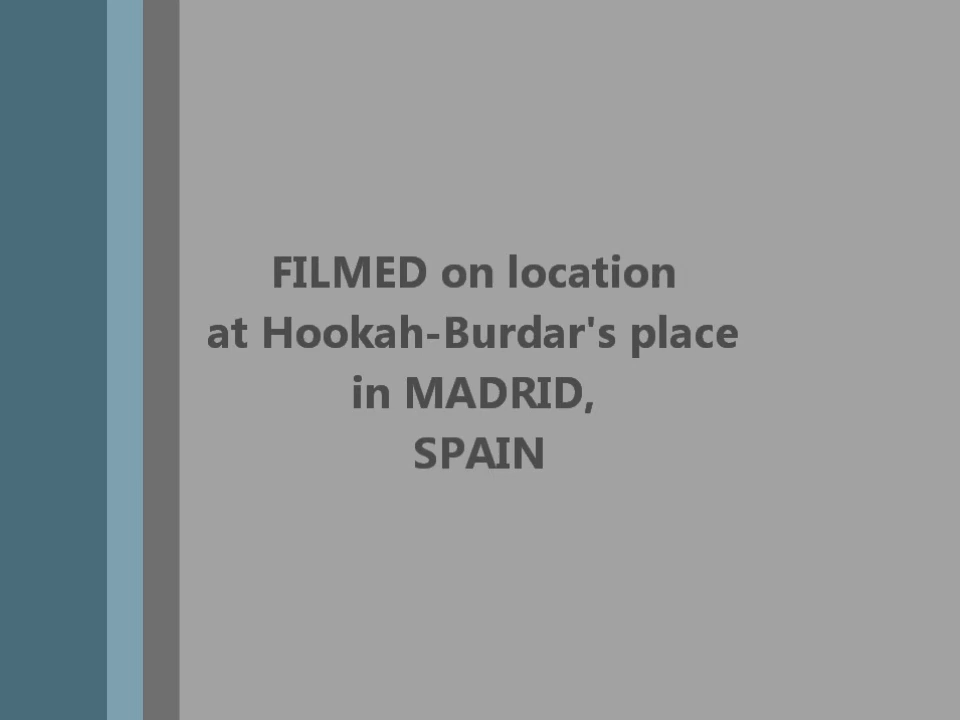 FILMED on location
at Hookah-Burdar's place
in MADRID,
SPAIN